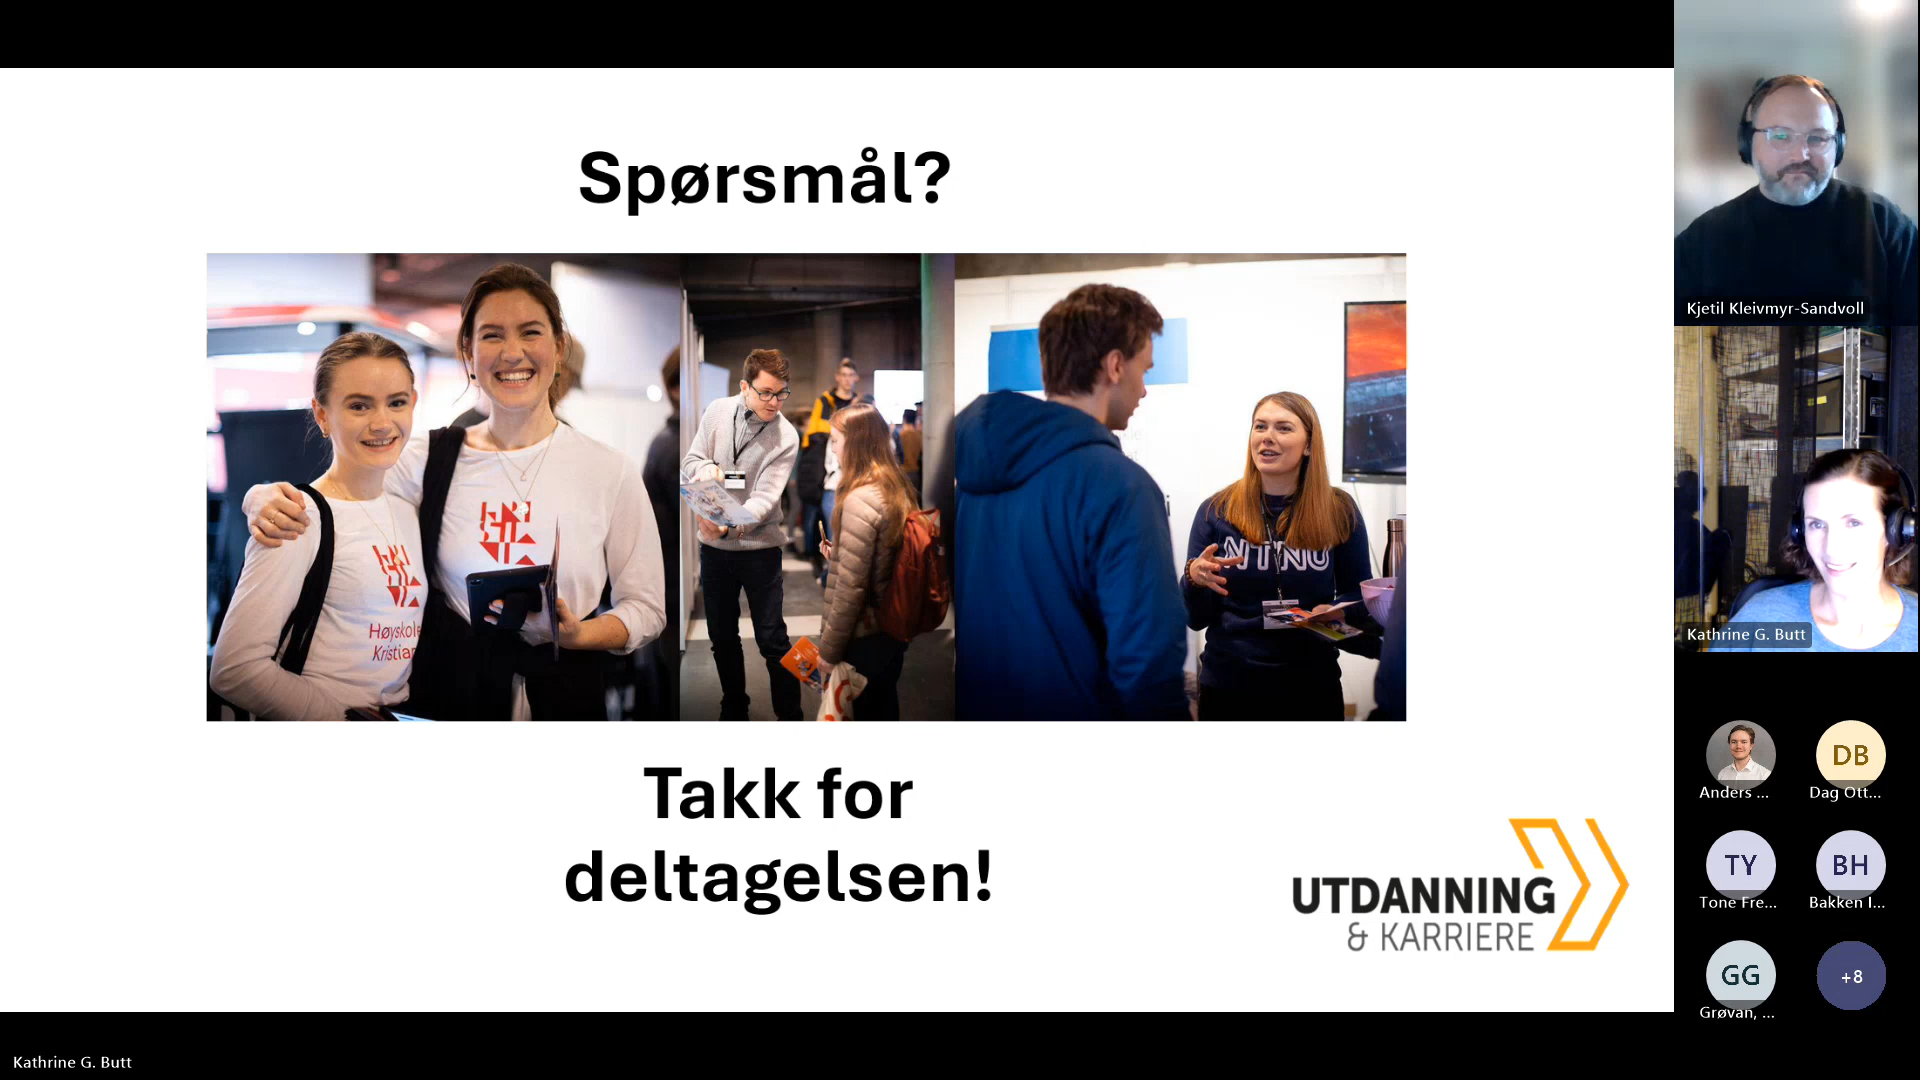 Spørsmål?
Høyskole
Kristian
NTNU
Takk for
deltagelsen!
UTDANNING
& KARRIERE
Kjetil Kleivmyr-Sandvoll
Kathrine G. Butt
Anders ...
DB
Dag Ott...
TY
Tone Fre...
BH
Bakken I...
GG
Grøvan, ...
+8
Kathrine G. Butt